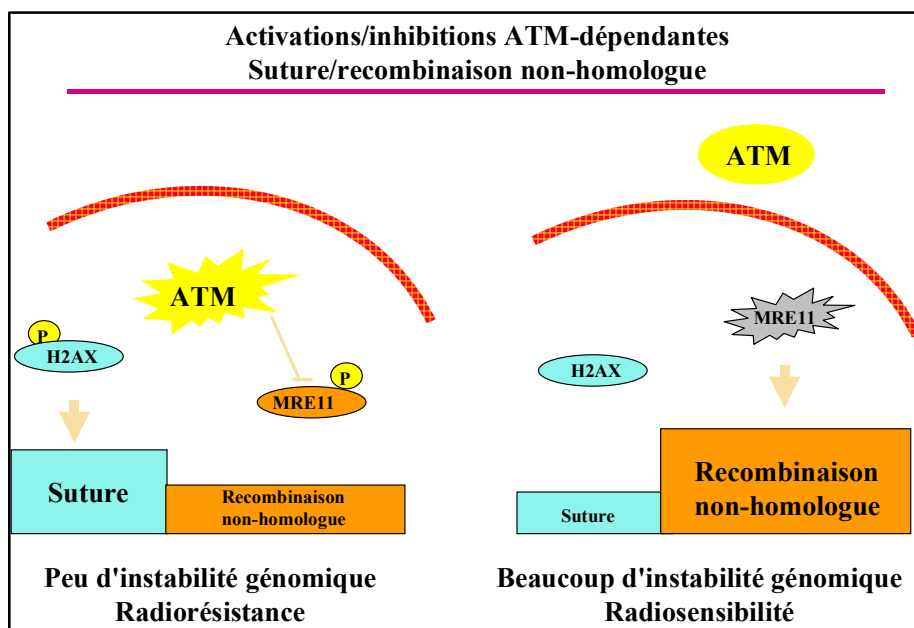 Activations/inhibitions ATM-dépendantes
Suture/recombinaison non-homologue
ATM
P
H2AX
P
MRE11
Suture
Recombinaison
non-homologue
Peu d'instabilité génomique
Radiorésistance
ATM
MRE11
H2AX
Recombinaison
non-homologue
Suture
Beaucoup d'instabilité génomique
Radiosensibilité